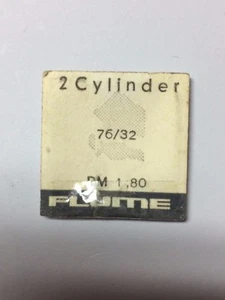 2 Cylinder
76/32
DM 1,80
FLUME